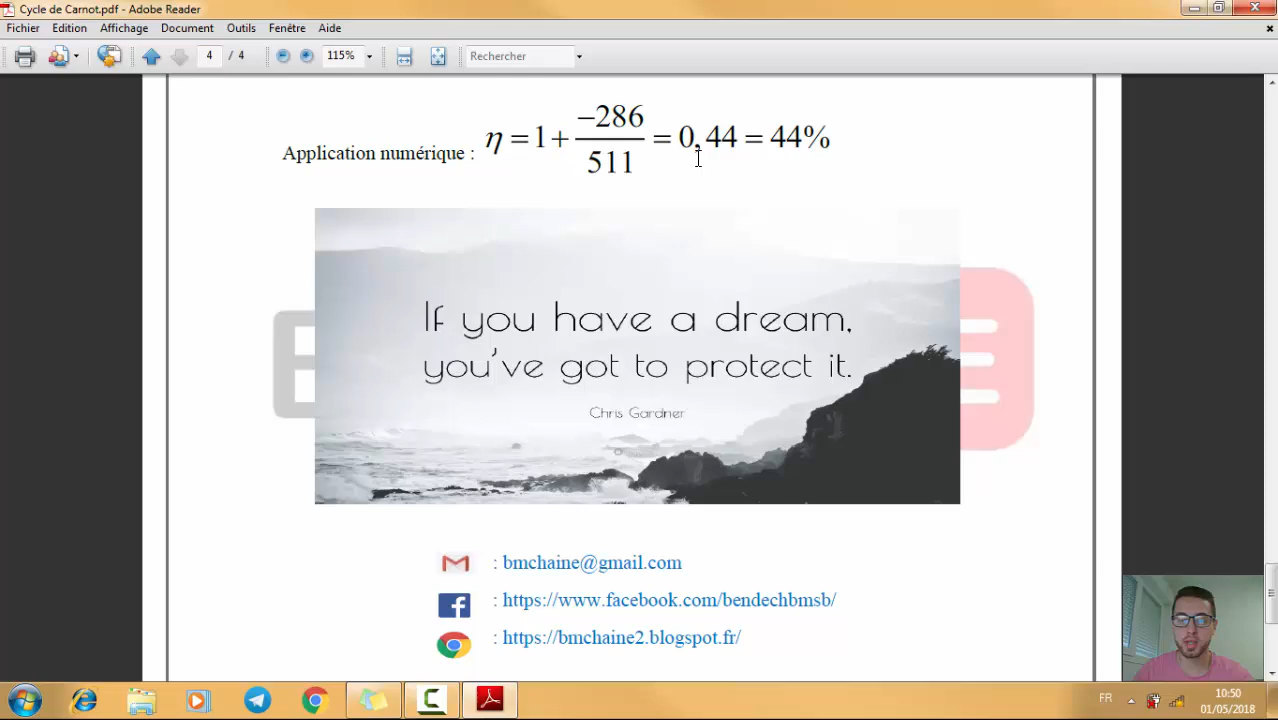 Cycle de Carnot.pdf - Adobe Reader
Fichier Edition Affichage Document Outils Fenêtre Aide
4 / 4 115% Rechercher
Application numérique : η = 1 + −286/511 = 0,44 = 44%
If you have a dream,
you've got to protect it.
Chris Gardner
: bmchaine@gmail.com
: https://www.facebook.com/bendechbmsb/
: https://bmchaine2.blogspot.fr/
FR 10:50
01/05/2018